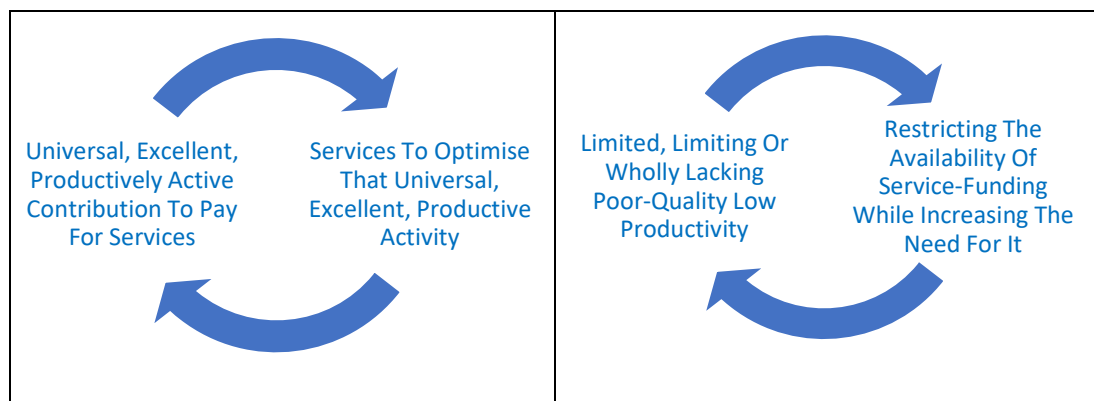 Universal, Excellent,
Productively Active
Contribution To Pay
For Services
Services To Optimise
That Universal,
Excellent, Productive
Activity
Limited, Limiting Or
Wholly Lacking
Poor-Quality Low
Productivity
Restricting The
Availability Of
Service-Funding
While Increasing The
Need For It